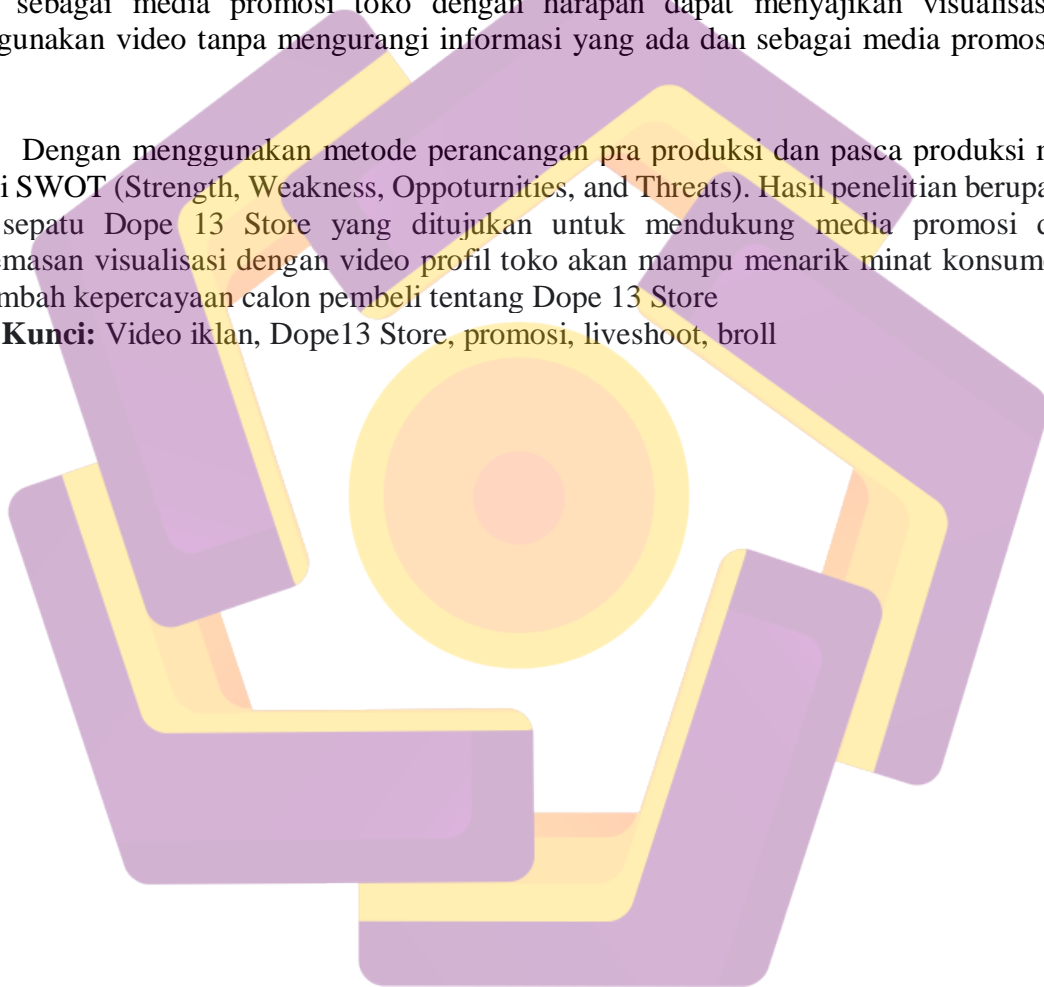 sebagai media promosi toko dengan harapan dapat menyajikan visualisas
gunakan video tanpa mengurangi informasi yang ada dan sebagai media promos
Dengan menggunakan metode perancangan pra produksi dan pasca produksi
i SWOT (Strength, Weakness, Oppoturnities, and Threats). Hasil penelitian berupa
sepatu Dope 13 Store yang ditujukan untuk mendukung media promosi
emasan visualisasi dengan video profil toko akan mampu menarik minat konsum
mbah kepercayaan calon pembeli tentang Dope 13 Store
Kunci: Video iklan, Dope13 Store, promosi, liveshoot, broll